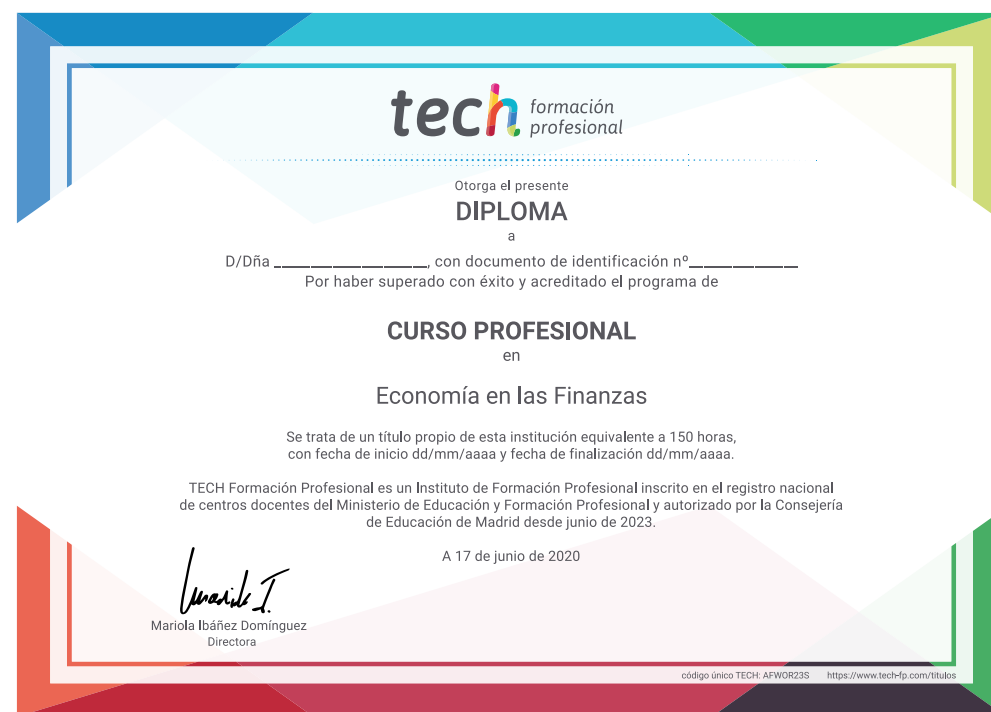 tech formación
profesional
Otorga el presente
DIPLOMA
a
D/Dña ____________________, con documento de identificación nº______________
Por haber superado con éxito y acreditado el programa de
CURSO PROFESIONAL
en
Economía en las Finanzas
Se trata de un título propio de esta institución equivalente a 150 horas,
con fecha de inicio dd/mm/aaaa y fecha de finalización dd/mm/aaaa.
TECH Formación Profesional es un Instituto de Formación Profesional inscrito en el registro nacional
de centros docentes del Ministerio de Educación y Formación Profesional y autorizado por la Consejería
de Educación de Madrid desde junio de 2023.
A 17 de junio de 2020
Mariola Ibáñez Domínguez
Directora
código único TECH: AFWOR23S https://www.tech-fp.com/titulos